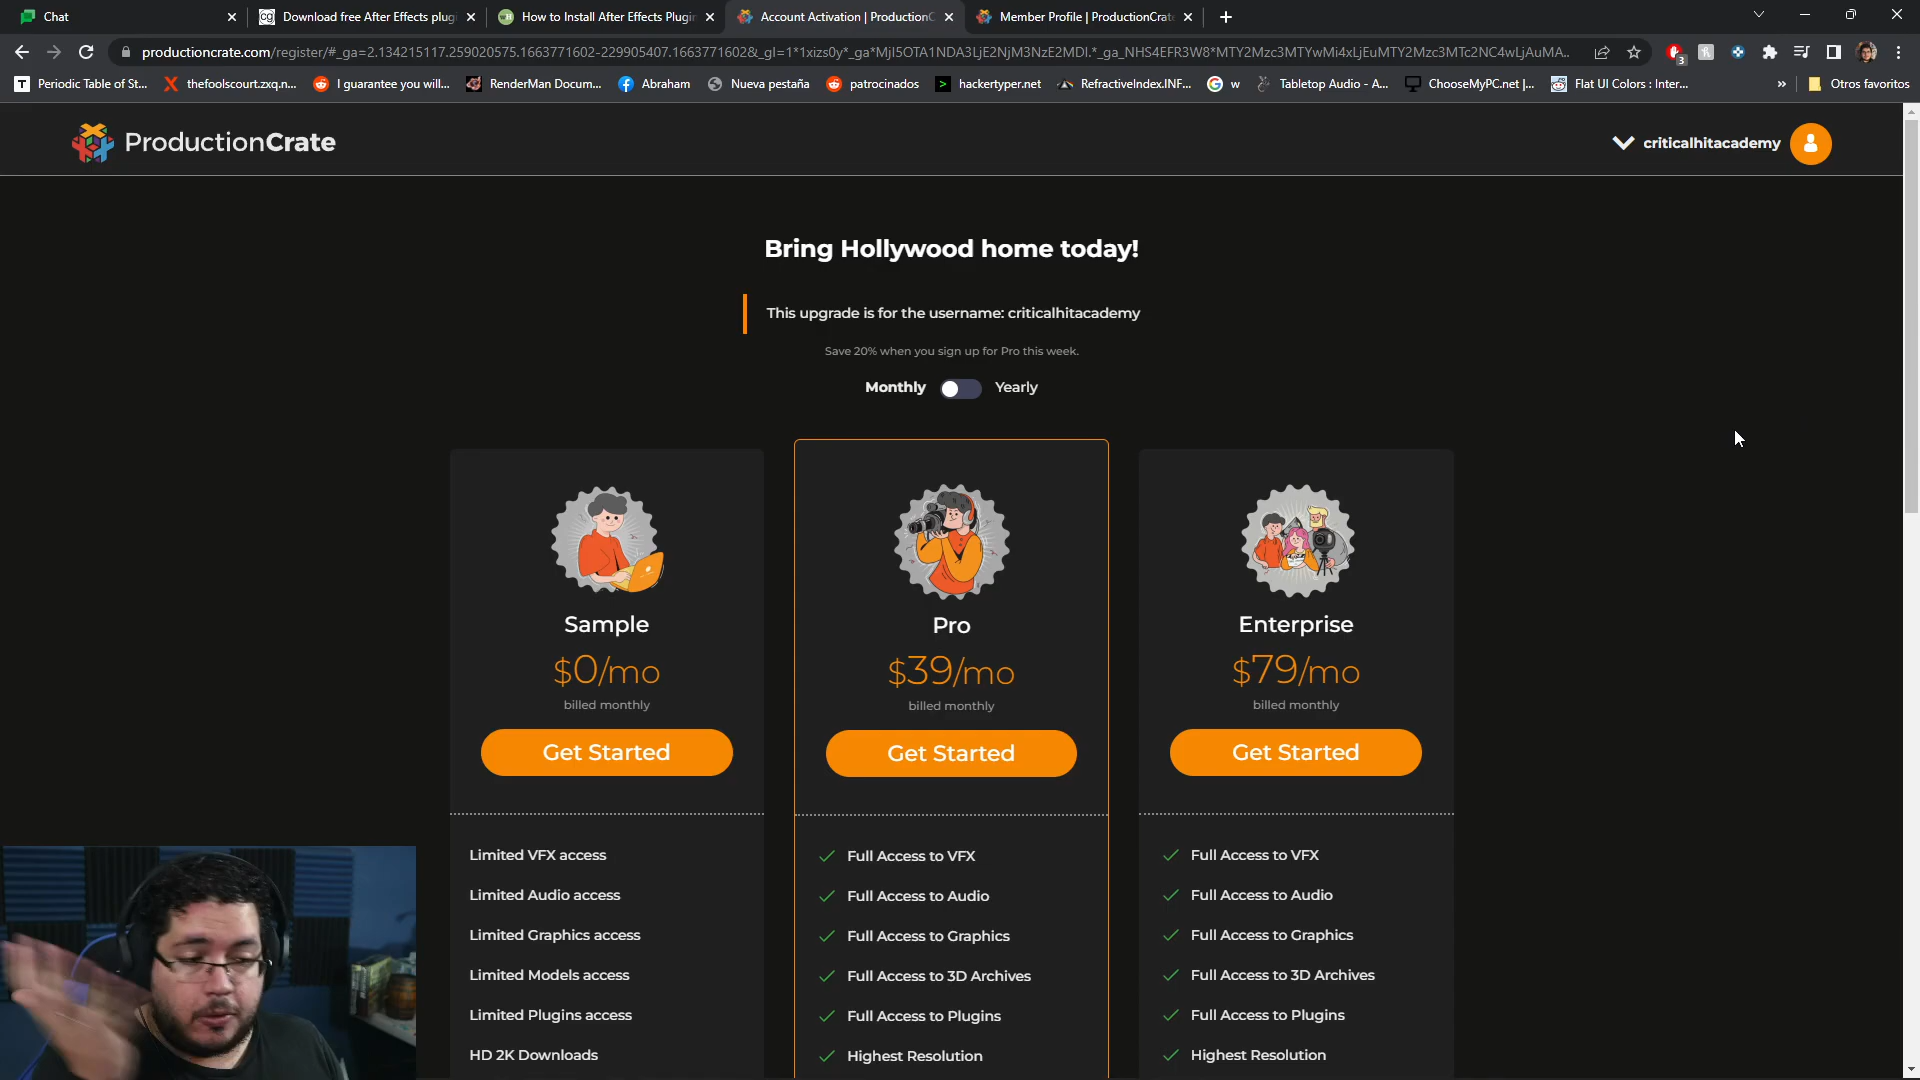 Chat
Download free After Effects plug
How to Install After Effects Plugin
Account Activation | ProductionC
Member Profile | ProductionCrate
productioncrate.com/register/#_ga=2.134215117.259020575.1663771602-229905407.1663771602&_gl=1*1xizs0y*_ga*MjI5OTA1NDA3LjE2NjM3NzE2MDI.*_ga_NHS4EFR3W8*MTY2Mzc3MTYwMi4xLjEuMTY2Mzc3MTc2NC4wLjAuMA...
3
Periodic Table of St...
thefoolscourt.zxq.n...
I guarantee you will...
RenderMan Docum...
Abraham
Nueva pestaña
patrocinados
hackertyper.net
RefractiveIndex.INF...
w
Tabletop Audio - A...
ChooseMyPC.net |...
Flat UI Colors : Inter...
»
Otros favoritos
ProductionCrate
criticalhitacademy
Bring Hollywood home today!
This upgrade is for the username: criticalhitacademy
Save 20% when you sign up for Pro this week.
Monthly
Yearly
Sample
$0/mo
billed monthly
Get Started
Limited VFX access
Limited Audio access
Limited Graphics access
Limited Models access
Limited Plugins access
HD 2K Downloads
Pro
$39/mo
billed monthly
Get Started
Full Access to VFX
Full Access to Audio
Full Access to Graphics
Full Access to 3D Archives
Full Access to Plugins
Highest Resolution
Enterprise
$79/mo
billed monthly
Get Started
Full Access to VFX
Full Access to Audio
Full Access to Graphics
Full Access to 3D Archives
Full Access to Plugins
Highest Resolution